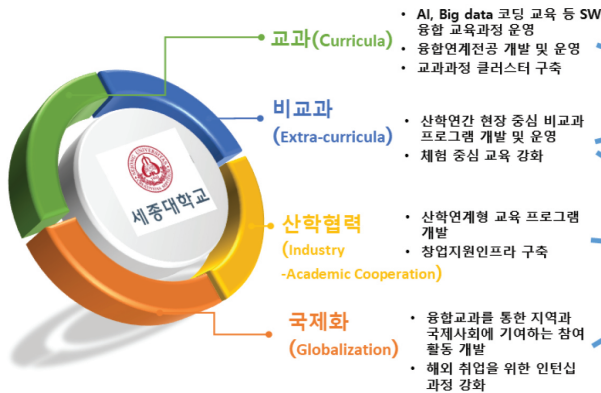 교과(Curricula)
• AI, Big data 코딩 교육 등 SW
융합 교육과정 운영
• 융합연계전공 개발 및 운영
• 교과과정 클러스터 구축
비교과
(Extra-curricula)
• 산학연간 현장 중심 비교과
프로그램 개발 및 운영
• 체험 중심 교육 강화
세종대학교
산학협력
(Industry
-Academic Cooperation)
• 산학연계형 교육 프로그램
개발
• 창업지원인프라 구축
국제화
(Globalization)
• 융합교과를 통한 지역과
국제사회에 기여하는 참여
활동 개발
• 해외 취업을 위한 인턴십
과정 강화